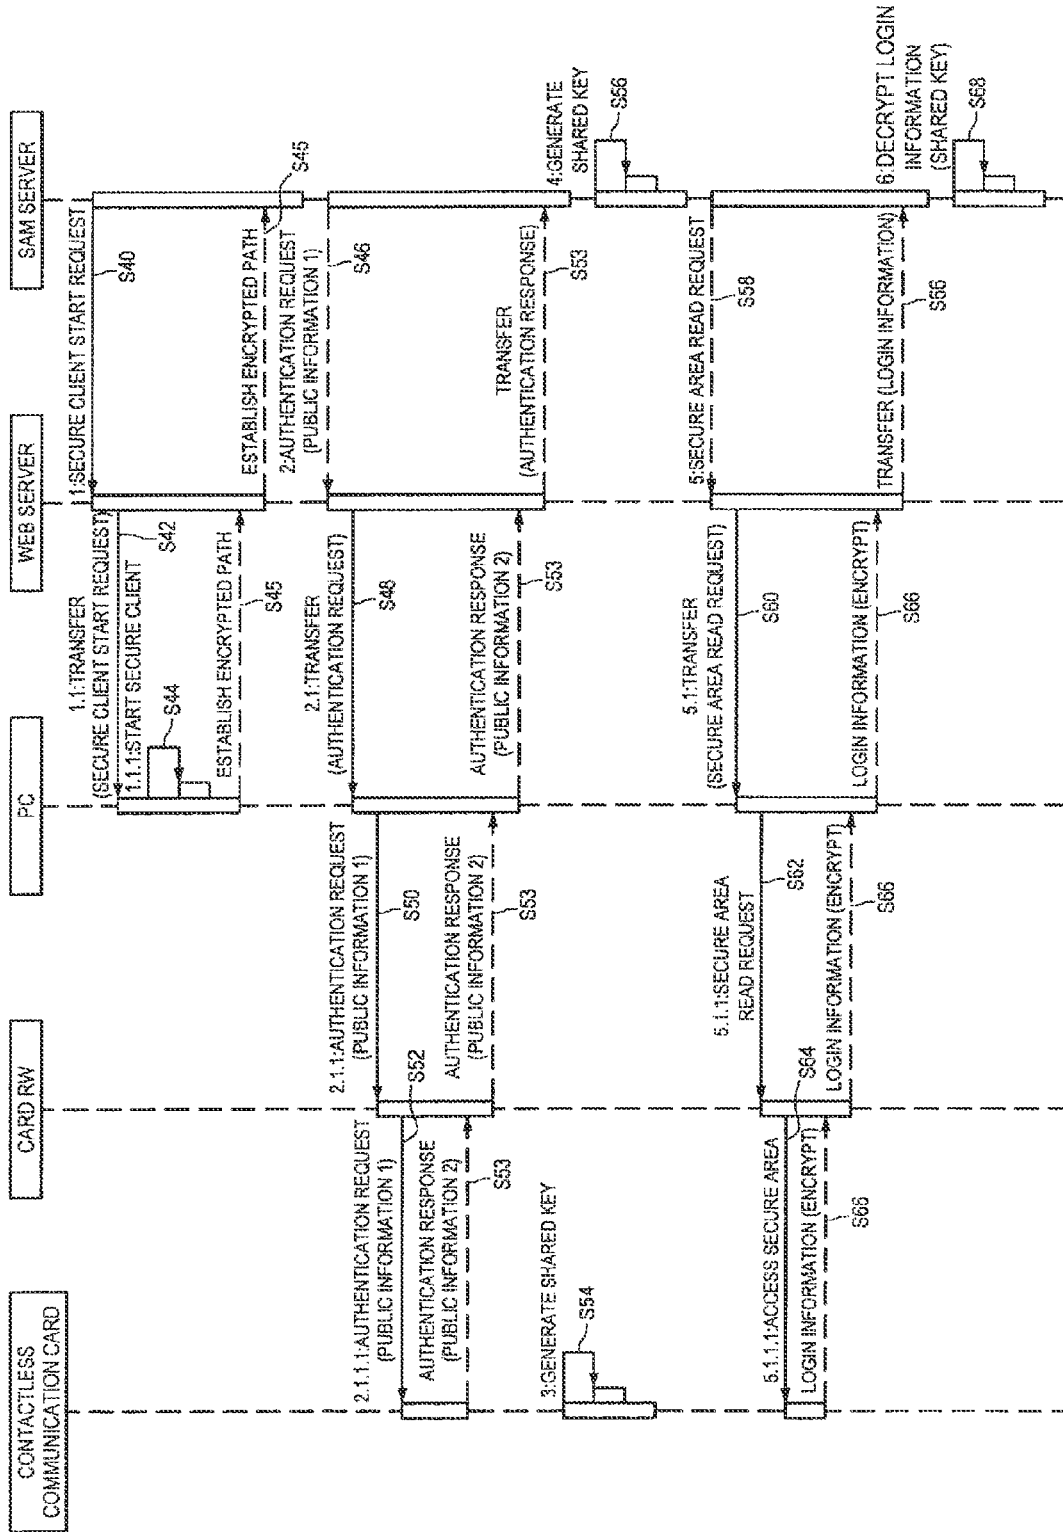 CONTACTLESS
COMMUNICATION CARD
CARD RW
PC
WEB SERVER
SAM SERVER
1:SECURE CLIENT START REQUEST
S40
1.1:TRANSFER
(SECURE CLIENT START REQUEST)
S42
1.1.1:START SECURE CLIENT
S44
ESTABLISH ENCRYPTED PATH
S45
ESTABLISH ENCRYPTED PATH
S45
2:AUTHENTICATION REQUEST
(PUBLIC INFORMATION 1)
S46
2.1:TRANSFER
(AUTHENTICATION REQUEST)
S48
2.1.1:AUTHENTICATION REQUEST
(PUBLIC INFORMATION 1)
S50
2.1.1.1:AUTHENTICATION REQUEST
(PUBLIC INFORMATION 1)
S52
AUTHENTICATION RESPONSE
(PUBLIC INFORMATION 2)
S53
AUTHENTICATION RESPONSE
(PUBLIC INFORMATION 2)
S53
AUTHENTICATION RESPONSE
(PUBLIC INFORMATION 2)
S53
TRANSFER
(AUTHENTICATION RESPONSE)
S53
3:GENERATE SHARED KEY
S54
4:GENERATE
SHARED KEY
S56
5:SECURE AREA READ REQUEST
S58
5.1:TRANSFER
(SECURE AREA READ REQUEST)
S60
5.1.1:SECURE AREA
READ REQUEST
S62
5.1.1.1:ACCESS SECURE AREA
S64
LOGIN INFORMATION (ENCRYPT)
S66
LOGIN INFORMATION (ENCRYPT)
S66
LOGIN INFORMATION (ENCRYPT)
S66
TRANSFER (LOGIN INFORMATION)
S66
6:DECRYPT LOGIN
INFORMATION
(SHARED KEY)
S68